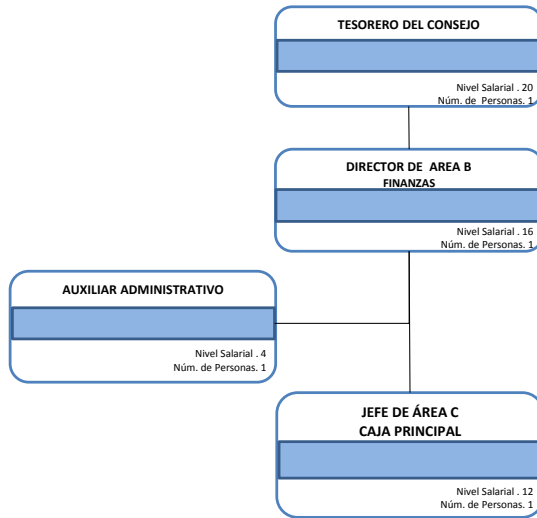 TESORERO DEL CONSEJO
Nivel Salarial . 20
Núm. de Personas. 1
DIRECTOR DE AREA B
FINANZAS
Nivel Salarial . 16
Núm. de Personas. 1
AUXILIAR ADMINISTRATIVO
Nivel Salarial . 4
Núm. de Personas. 1
JEFE DE ÁREA C
CAJA PRINCIPAL
Nivel Salarial . 12
Núm. de Personas. 1